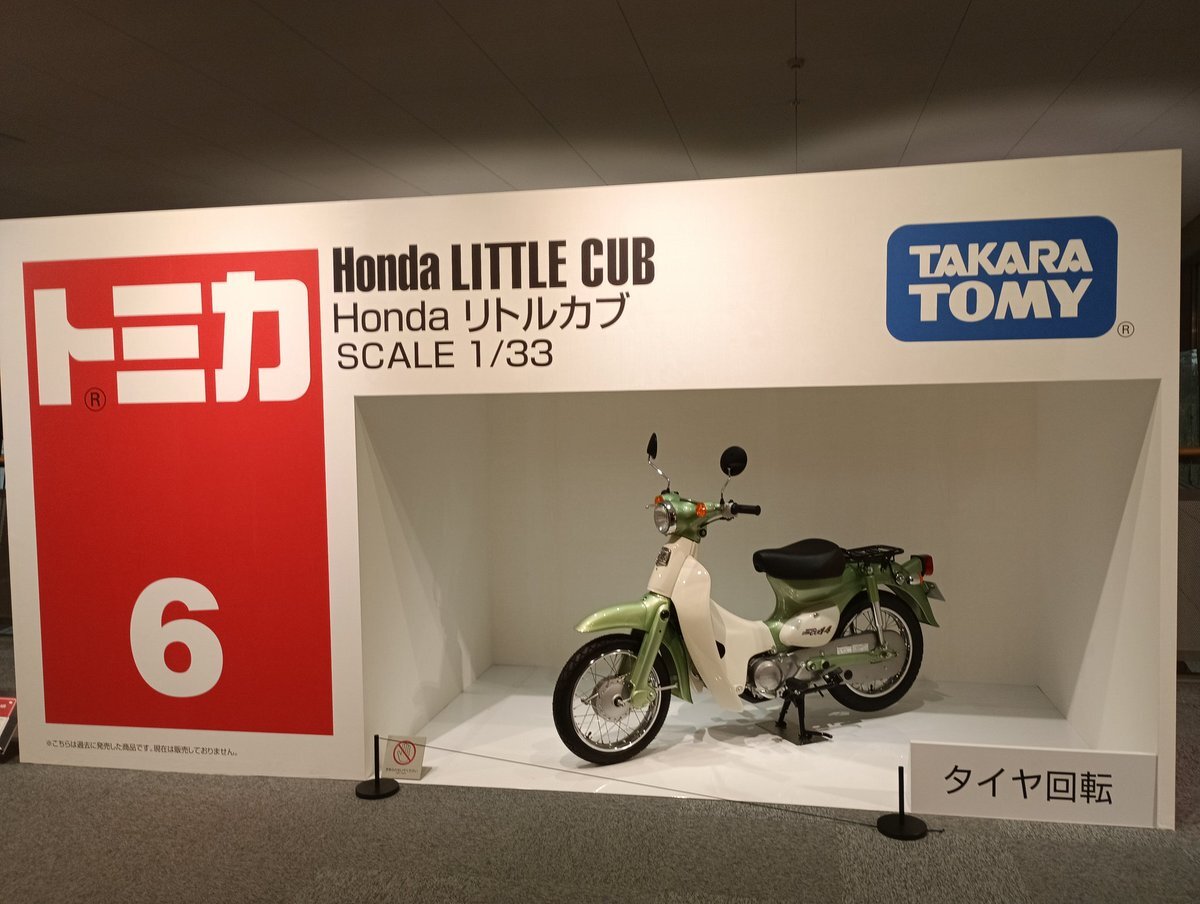 トミカ
®
6
※こちらは過去に発売した商品です。現在は販売しておりません。
Honda LITTLE CUB
Honda リトルカブ
SCALE 1/33
TAKARA
TOMY
®
タイヤ回転